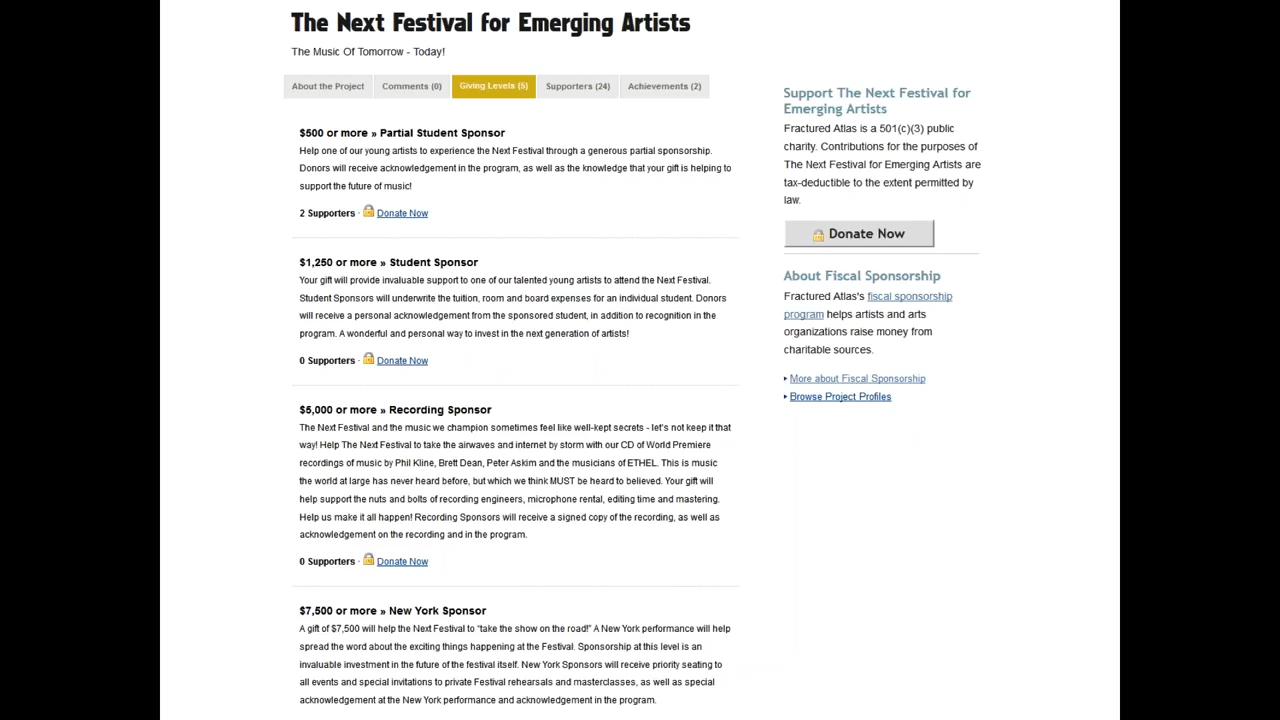 The Next Festival for Emerging Artists
The Music Of Tomorrow - Today!
About the Project
Comments (0)
Giving Levels (5)
Supporters (24)
Achievements (2)
$500 or more » Partial Student Sponsor
Help one of our young artists to experience the Next Festival through a generous partial sponsorship.
Donors will receive acknowledgement in the program, as well as the knowledge that your gift is helping to
support the future of music!
2 Supporters · Donate Now
$1,250 or more » Student Sponsor
Your gift will provide invaluable support to one of our talented young artists to attend the Next Festival.
Student Sponsors will underwrite the tuition, room and board expenses for an individual student. Donors
will receive a personal acknowledgement from the sponsored student, in addition to recognition in the
program. A wonderful and personal way to invest in the next generation of artists!
0 Supporters · Donate Now
$5,000 or more » Recording Sponsor
The Next Festival and the music we champion sometimes feel like well-kept secrets - let's not keep it that
way! Help The Next Festival to take the airwaves and internet by storm with our CD of World Premiere
recordings of music by Phil Kline, Brett Dean, Peter Askim and the musicians of ETHEL. This is music
the world at large has never heard before, but which we think MUST be heard to believed. Your gift will
help support the nuts and bolts of recording engineers, microphone rental, editing time and mastering.
Help us make it all happen! Recording Sponsors will receive a signed copy of the recording, as well as
acknowledgement on the recording and in the program.
0 Supporters · Donate Now
$7,500 or more » New York Sponsor
A gift of $7,500 will help the Next Festival to “take the show on the road!” A New York performance will help
spread the word about the exciting things happening at the Festival. Sponsorship at this level is an
invaluable investment in the future of the festival itself. New York Sponsors will receive priority seating to
all events and special invitations to private Festival rehearsals and masterclasses, as well as special
acknowledgement at the New York performance and acknowledgement in the program.
Support The Next Festival for
Emerging Artists
Fractured Atlas is a 501(c)(3) public
charity. Contributions for the purposes of
The Next Festival for Emerging Artists are
tax-deductible to the extent permitted by
law.
Donate Now
About Fiscal Sponsorship
Fractured Atlas's fiscal sponsorship
program helps artists and arts
organizations raise money from
charitable sources.
More about Fiscal Sponsorship
Browse Project Profiles